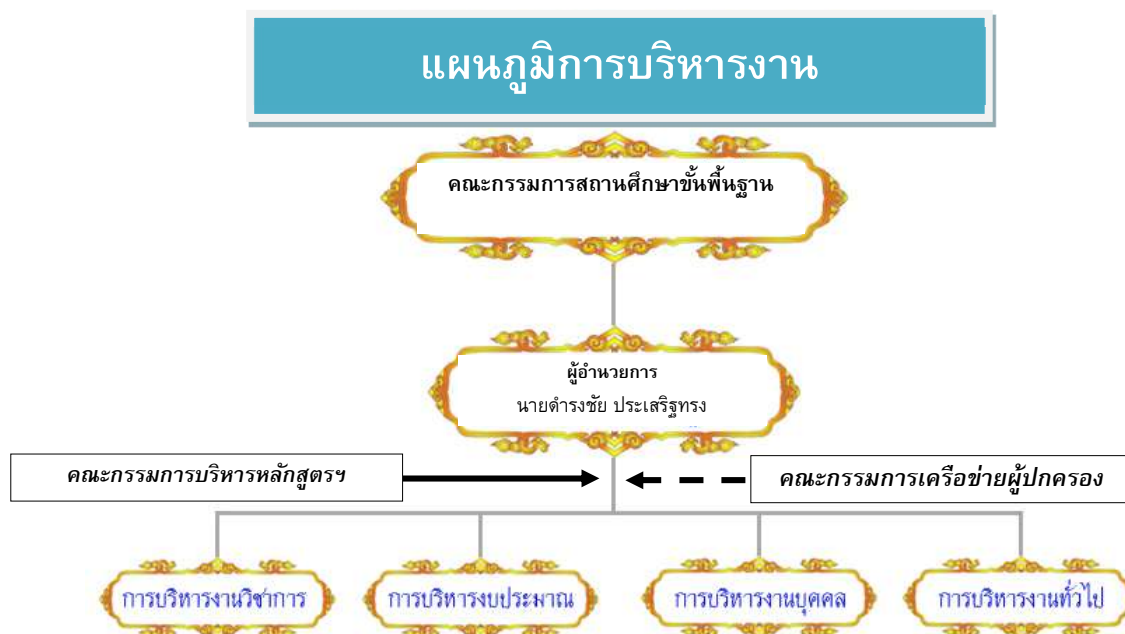 แผนภูมิการบริหารงาน
คณะกรรมการสถานศึกษาขั้นพื้นฐาน
ผู้อำนวยการ
นายดำรงชัย ประเสริฐทรง
คณะกรรมการบริหารหลักสูตรฯ
คณะกรรมการเครือข่ายผู้ปกครอง
การบริหารงานวิชาการ
การบริหารงบประมาณ
การบริหารงานบุคคล
การบริหารงานทั่วไป